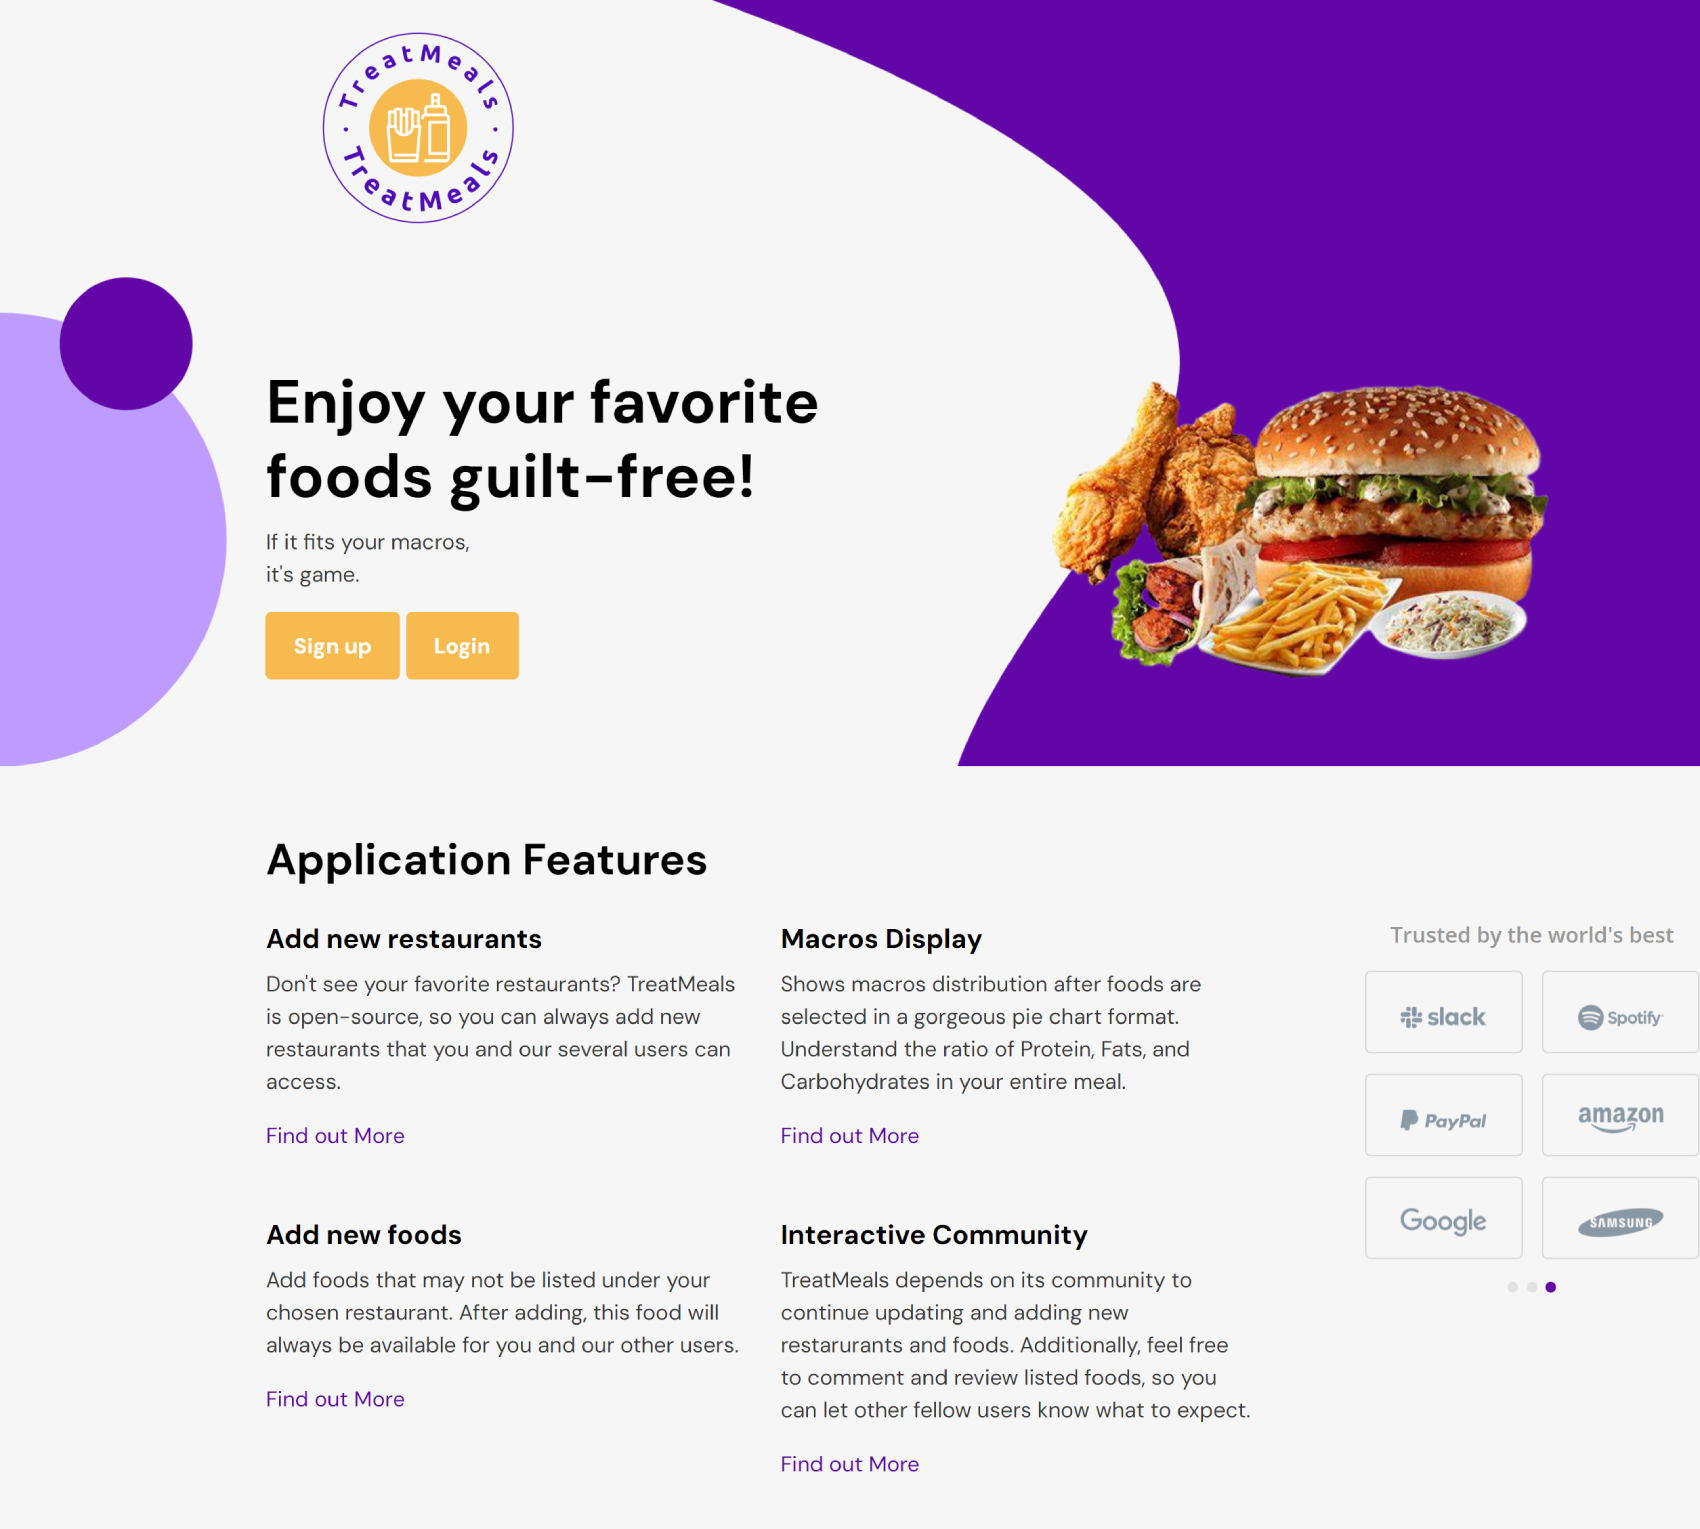 · TreatMeals ·
TreatMeals
Enjoy your favorite
foods guilt-free!
If it fits your macros,
it's game.
Sign up
Login
Application Features
Add new restaurants
Don't see your favorite restaurants? TreatMeals
is open-source, so you can always add new
restaurants that you and our several users can
access.
Find out More
Macros Display
Shows macros distribution after foods are
selected in a gorgeous pie chart format.
Understand the ratio of Protein, Fats, and
Carbohydrates in your entire meal.
Find out More
Add new foods
Add foods that may not be listed under your
chosen restaurant. After adding, this food will
always be available for you and our other users.
Find out More
Interactive Community
TreatMeals depends on its community to
continue updating and adding new
restarurants and foods. Additionally, feel free
to comment and review listed foods, so you
can let other fellow users know what to expect.
Find out More
Trusted by the world's best
slack
Spotify
PayPal
amazon
Google
SAMSUNG